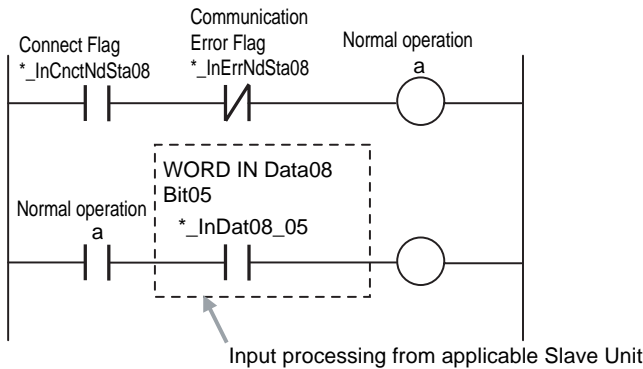 Connect Flag
*_InCnctNdSta08
Communication
Error Flag
*_InErrNdSta08
Normal operation
a
WORD IN Data08
Bit05
Normal operation
a
*_InDat08_05
Input processing from applicable Slave Unit